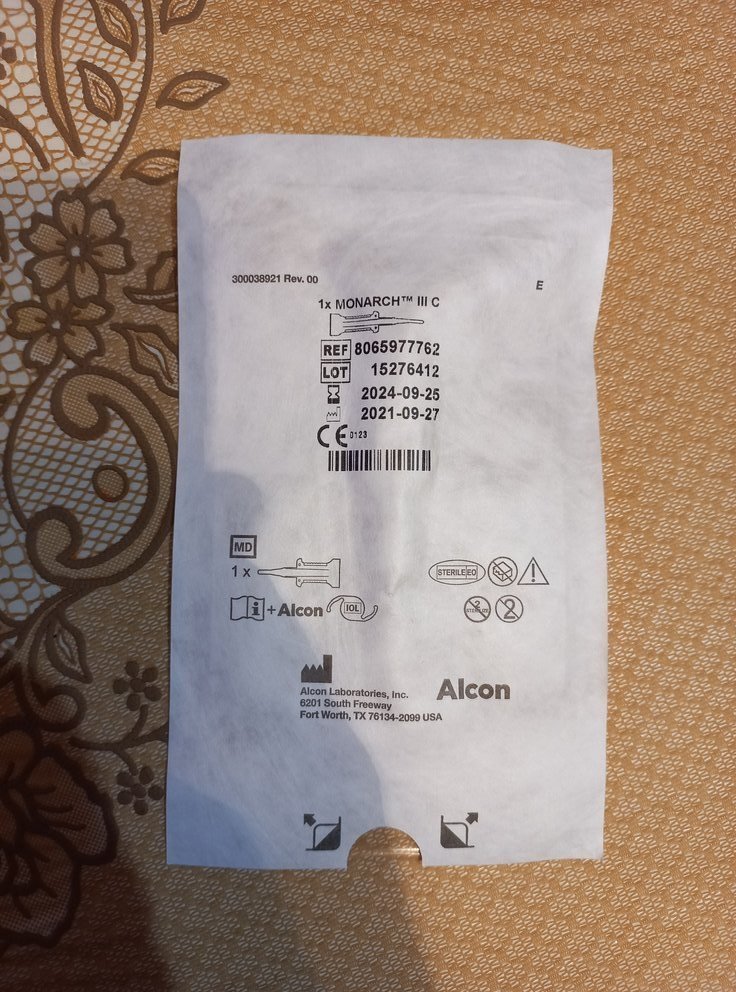 300038921 Rev. 00
E
1x MONARCH™ III C
REF 8065977762
LOT 15276412
2024-09-25
2021-09-27
CE 0123
MD
1 x
STERILE EO
i + Alcon IOL
2 STERILIZE
2
Alcon Laboratories, Inc.
6201 South Freeway
Fort Worth, TX 76134-2099 USA
Alcon